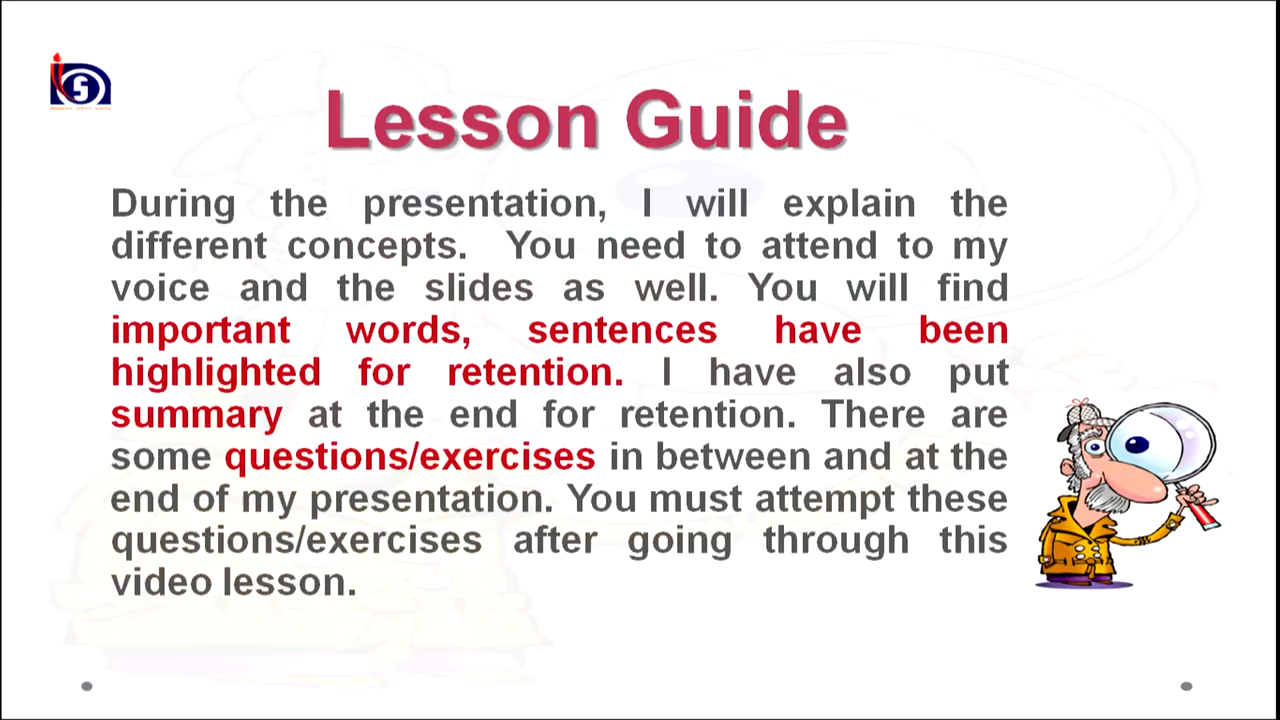 Lesson Guide
During the presentation, I will explain the
different concepts. You need to attend to my
voice and the slides as well. You will find
important words, sentences have been
highlighted for retention. I have also put
summary at the end for retention. There are
some questions/exercises in between and at the
end of my presentation. You must attempt these
questions/exercises after going through this
video lesson.